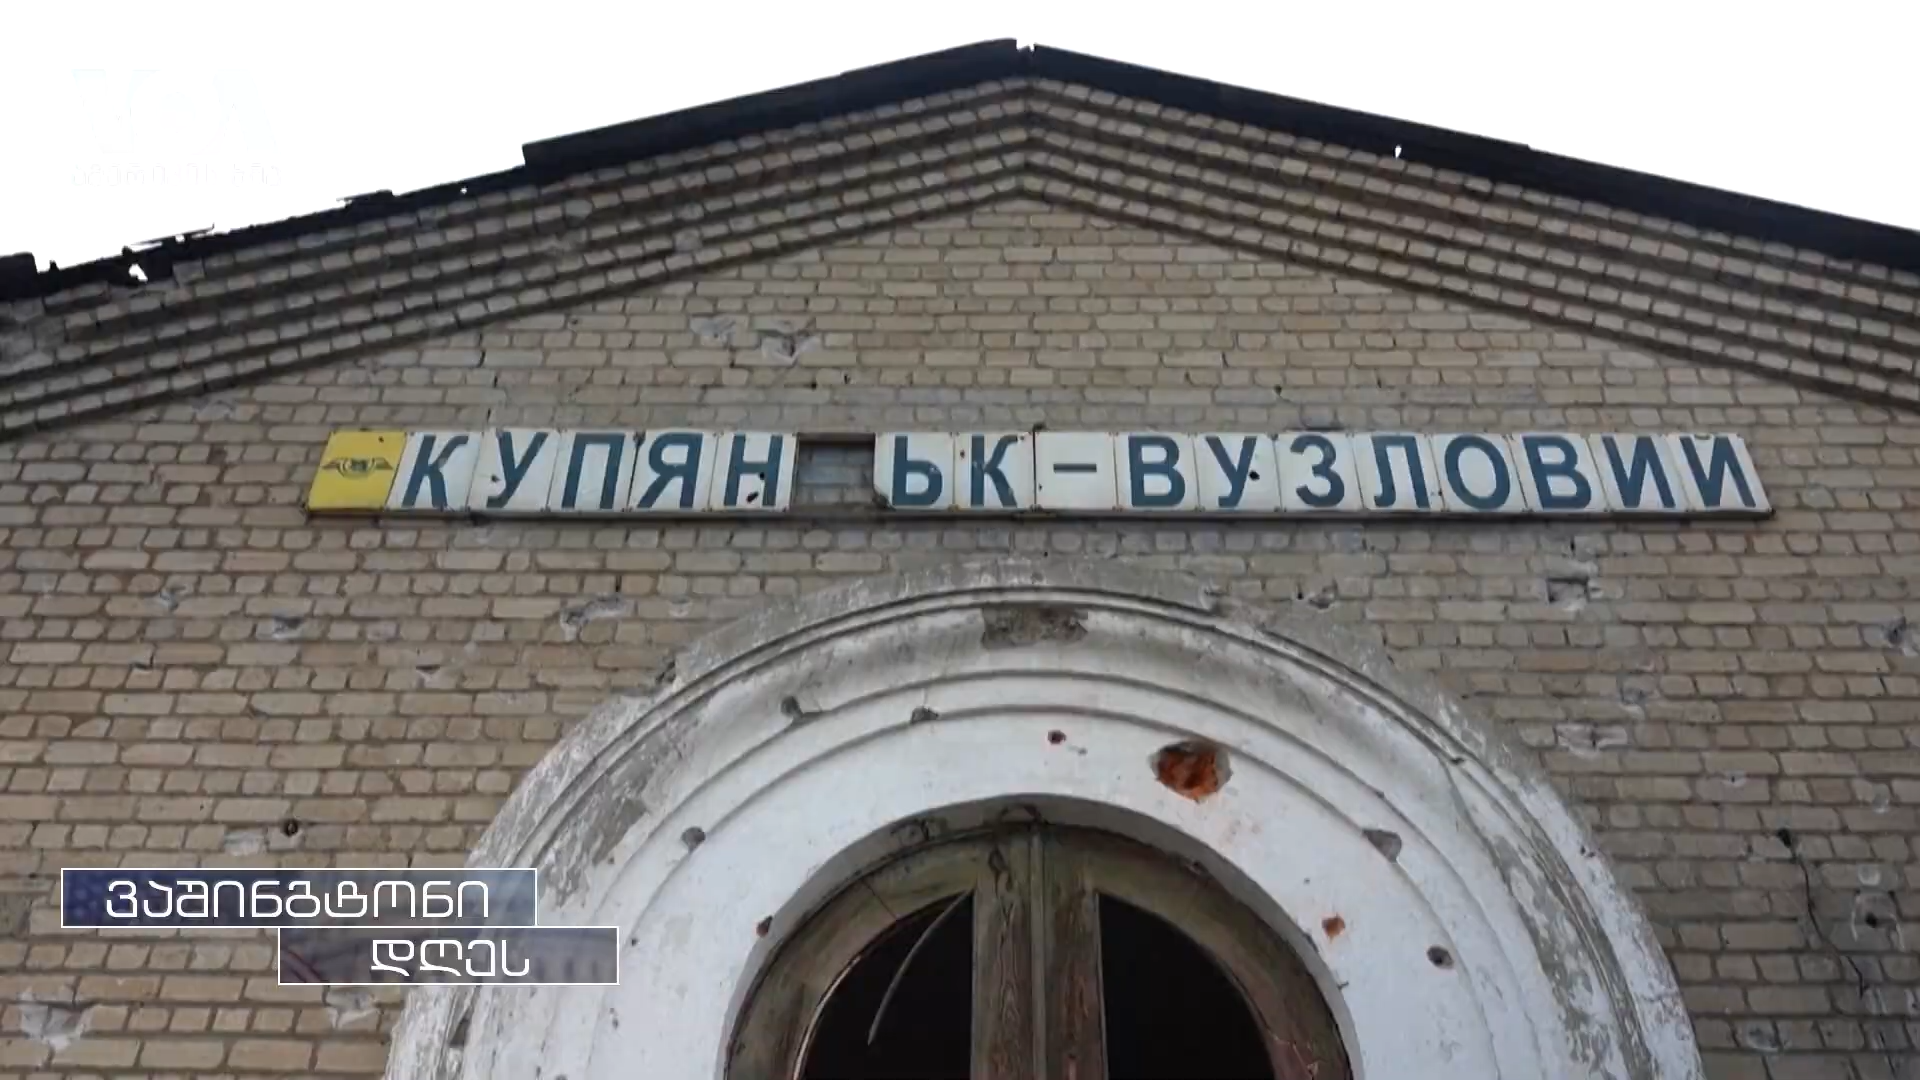 КУПЯН ЬК-ВУЗЛОВИЙ
ვაშინგტონი
დღეს